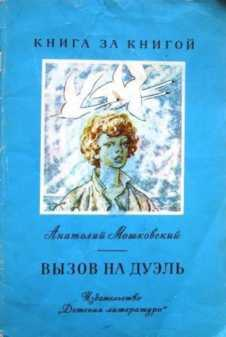 КНИГА ЗА КНИГОЙ
Анатолий Мошковский
ВЫЗОВ НА ДУЭЛЬ
Издательство
„Детская литература"